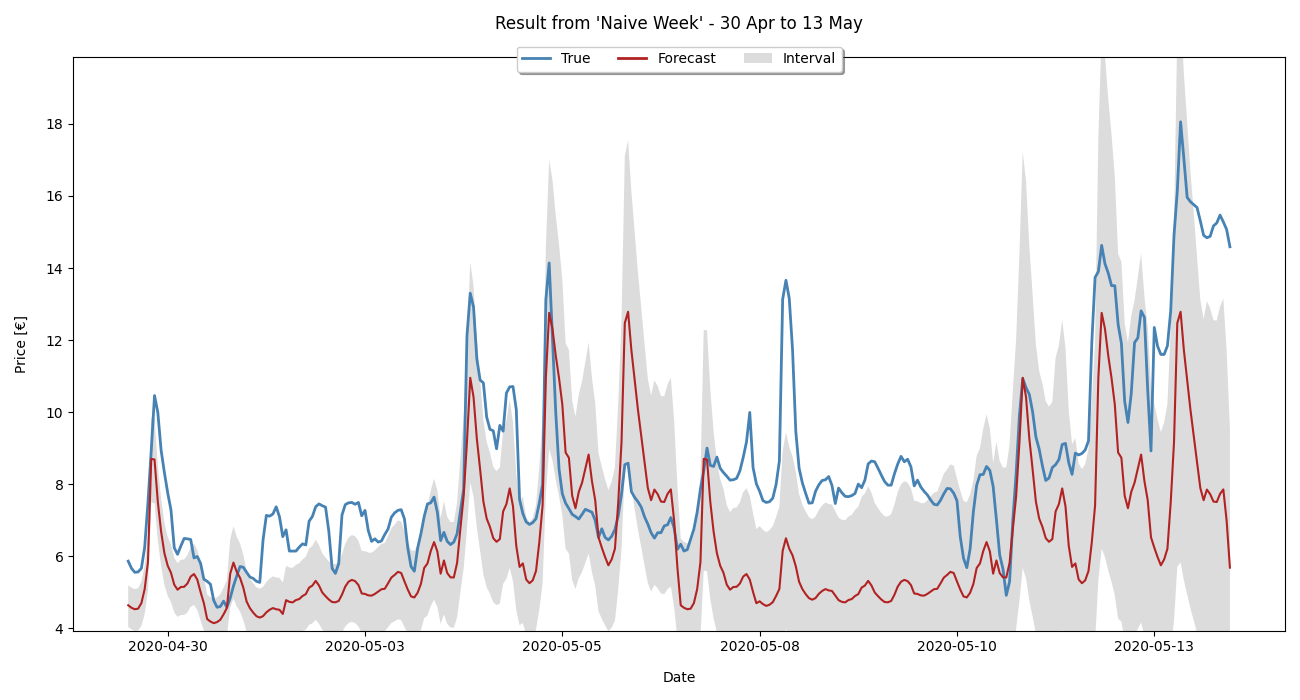 Result from 'Naive Week' - 30 Apr to 13 May
True Forecast Interval
18
16
14
12
10
8
6
4
Price [€]
2020-04-30 2020-05-03 2020-05-05 2020-05-08 2020-05-10 2020-05-13
Date